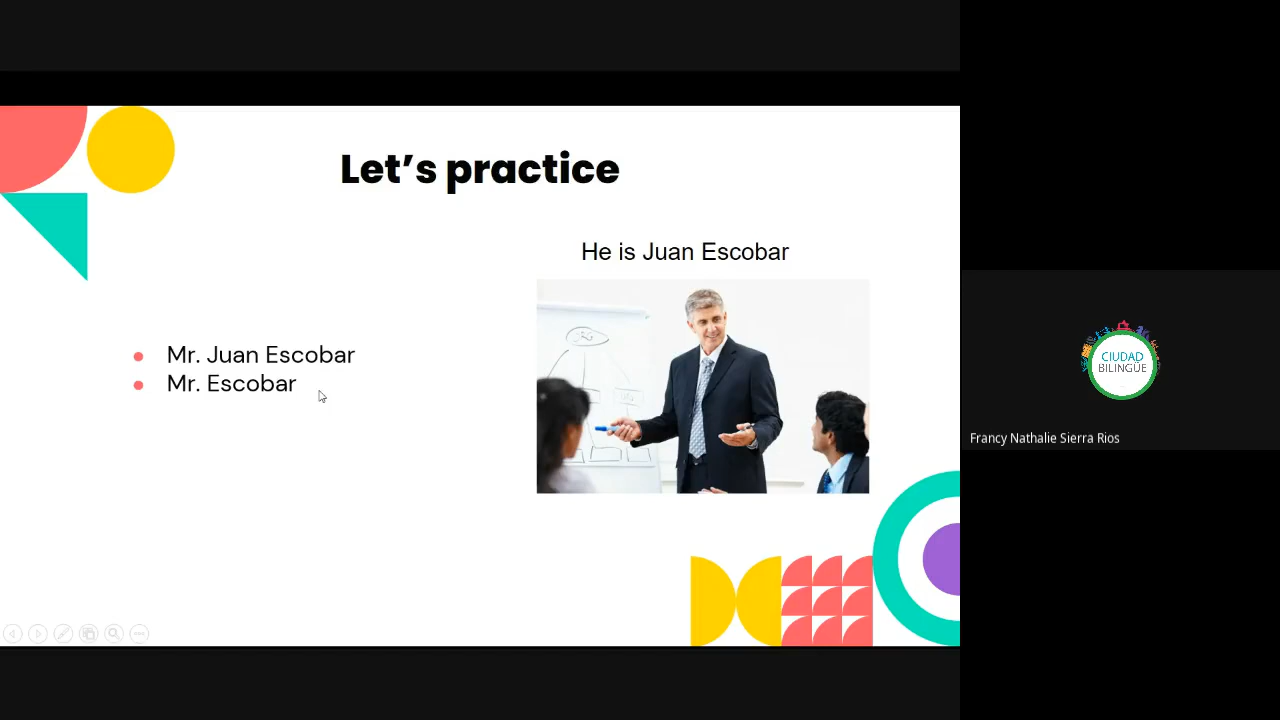 Let's practice
He is Juan Escobar
Mr. Juan Escobar
Mr. Escobar
CIUDAD
BILINGÜE
Francy Nathalie Sierra Rios